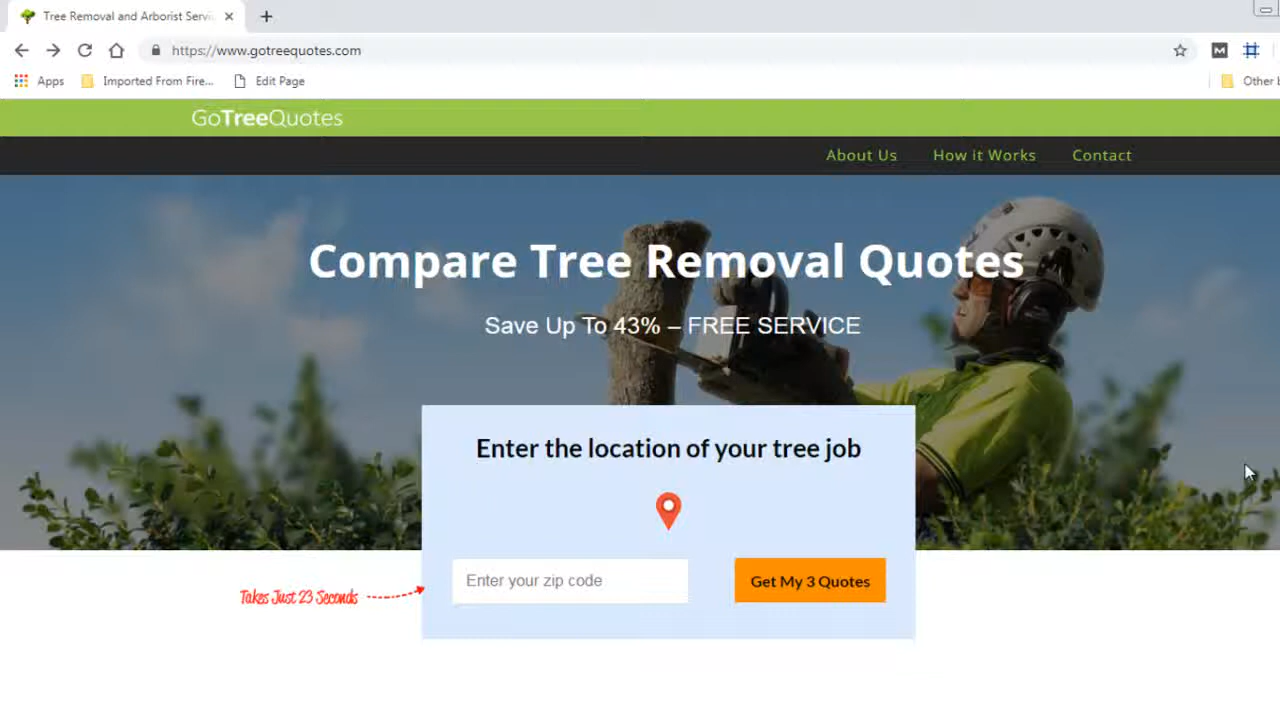 Tree Removal and Arborist Servi
https://www.gotreequotes.com
Apps
Imported From Fire...
Edit Page
Other b
GoTreeQuotes
About Us
How it Works
Contact
Compare Tree Removal Quotes
Save Up To 43% – FREE SERVICE
Enter the location of your tree job
Takes Just 23 Seconds
Enter your zip code
Get My 3 Quotes